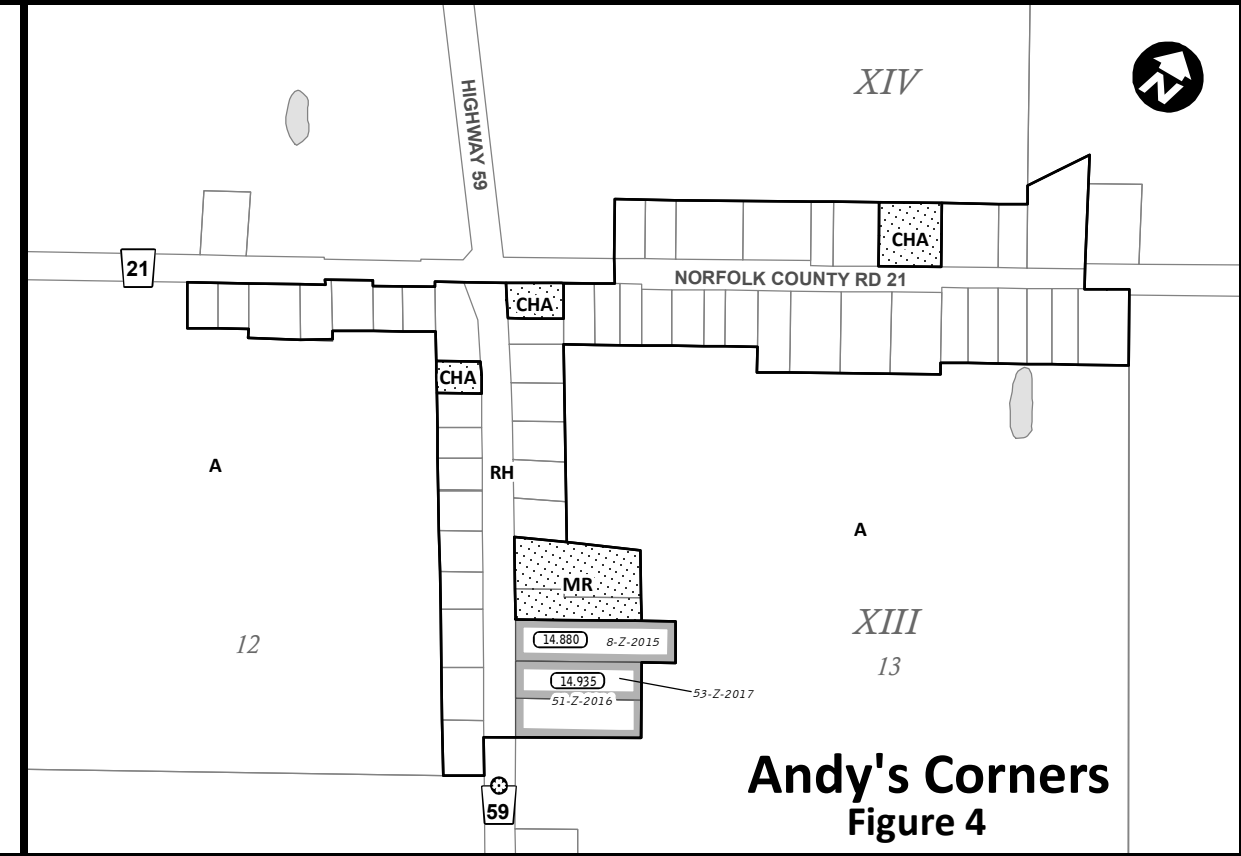 XIV
N
HIGHWAY 59
CHA
21
NORFOLK COUNTY RD 21
CHA
CHA
A
RH
A
MR
XIII
12
14.880
8-Z-2015
13
14.935
53-Z-2017
51-Z-2016
Andy's Corners
59
Figure 4